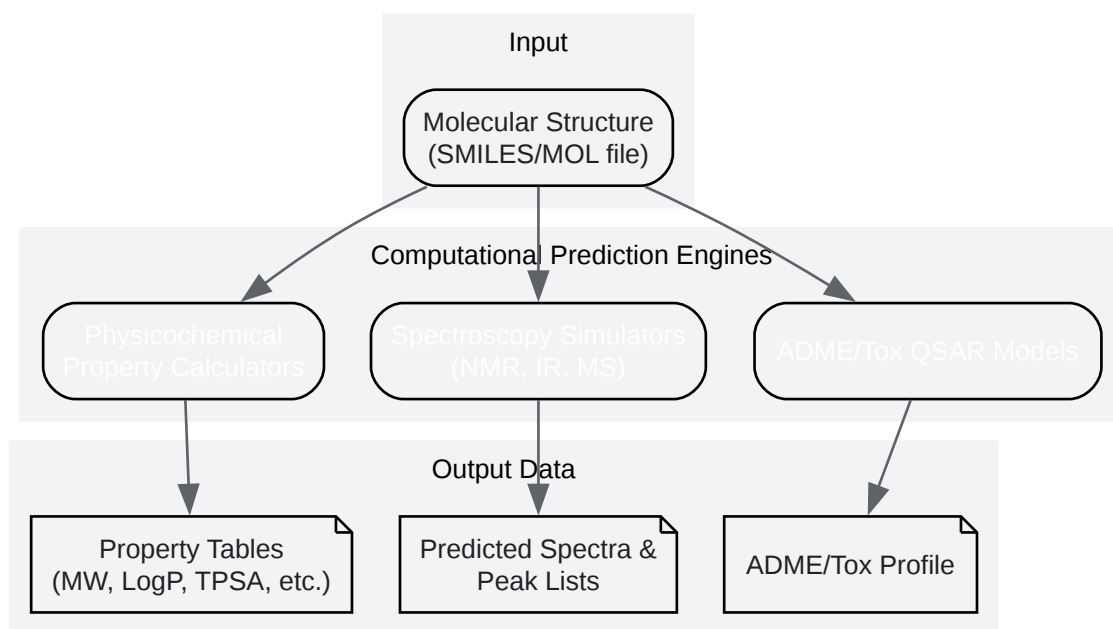 Input
Molecular Structure
(SMILES/MOL file)
Computational Prediction Engines
Physicochemical
Property Calculators
Spectroscopy Simulators
(NMR, IR, MS)
ADME/Tox QSAR Models
Output Data
Property Tables
(MW, LogP, TPSA, etc.)
Predicted Spectra &
Peak Lists
ADME/Tox Profile